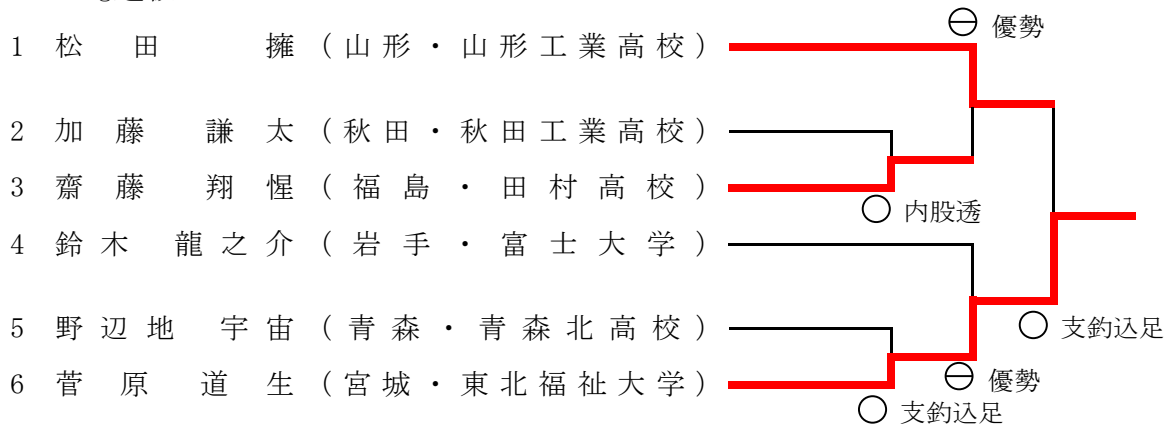 優勢
1 松田 擁 (山形・山形工業高校)
2 加藤 謙太 (秋田・秋田工業高校)
3 齋藤 翔惺 (福島・田村高校)
○ 内股透
4 鈴木 龍之介 (岩手・富士大学)
5 野辺地 宇宙 (青森・青森北高校)
○ 支釣込足
優勢
6 菅原 道生 (宮城・東北福祉大学)
○ 支釣込足